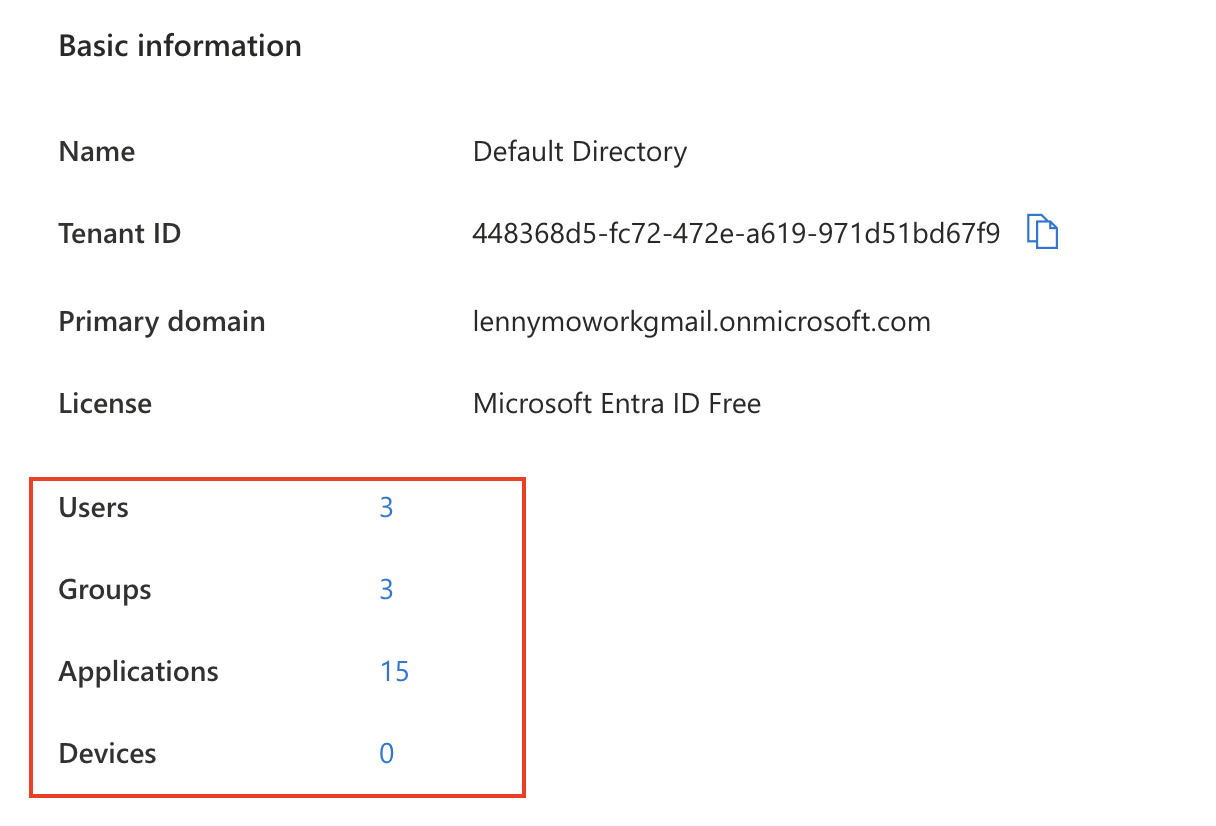 Basic information
Name Default Directory
Tenant ID 448368d5-fc72-472e-a619-971d51bd67f9
Primary domain lennymoworkgmail.onmicrosoft.com
License Microsoft Entra ID Free
Users 3
Groups 3
Applications 15
Devices 0